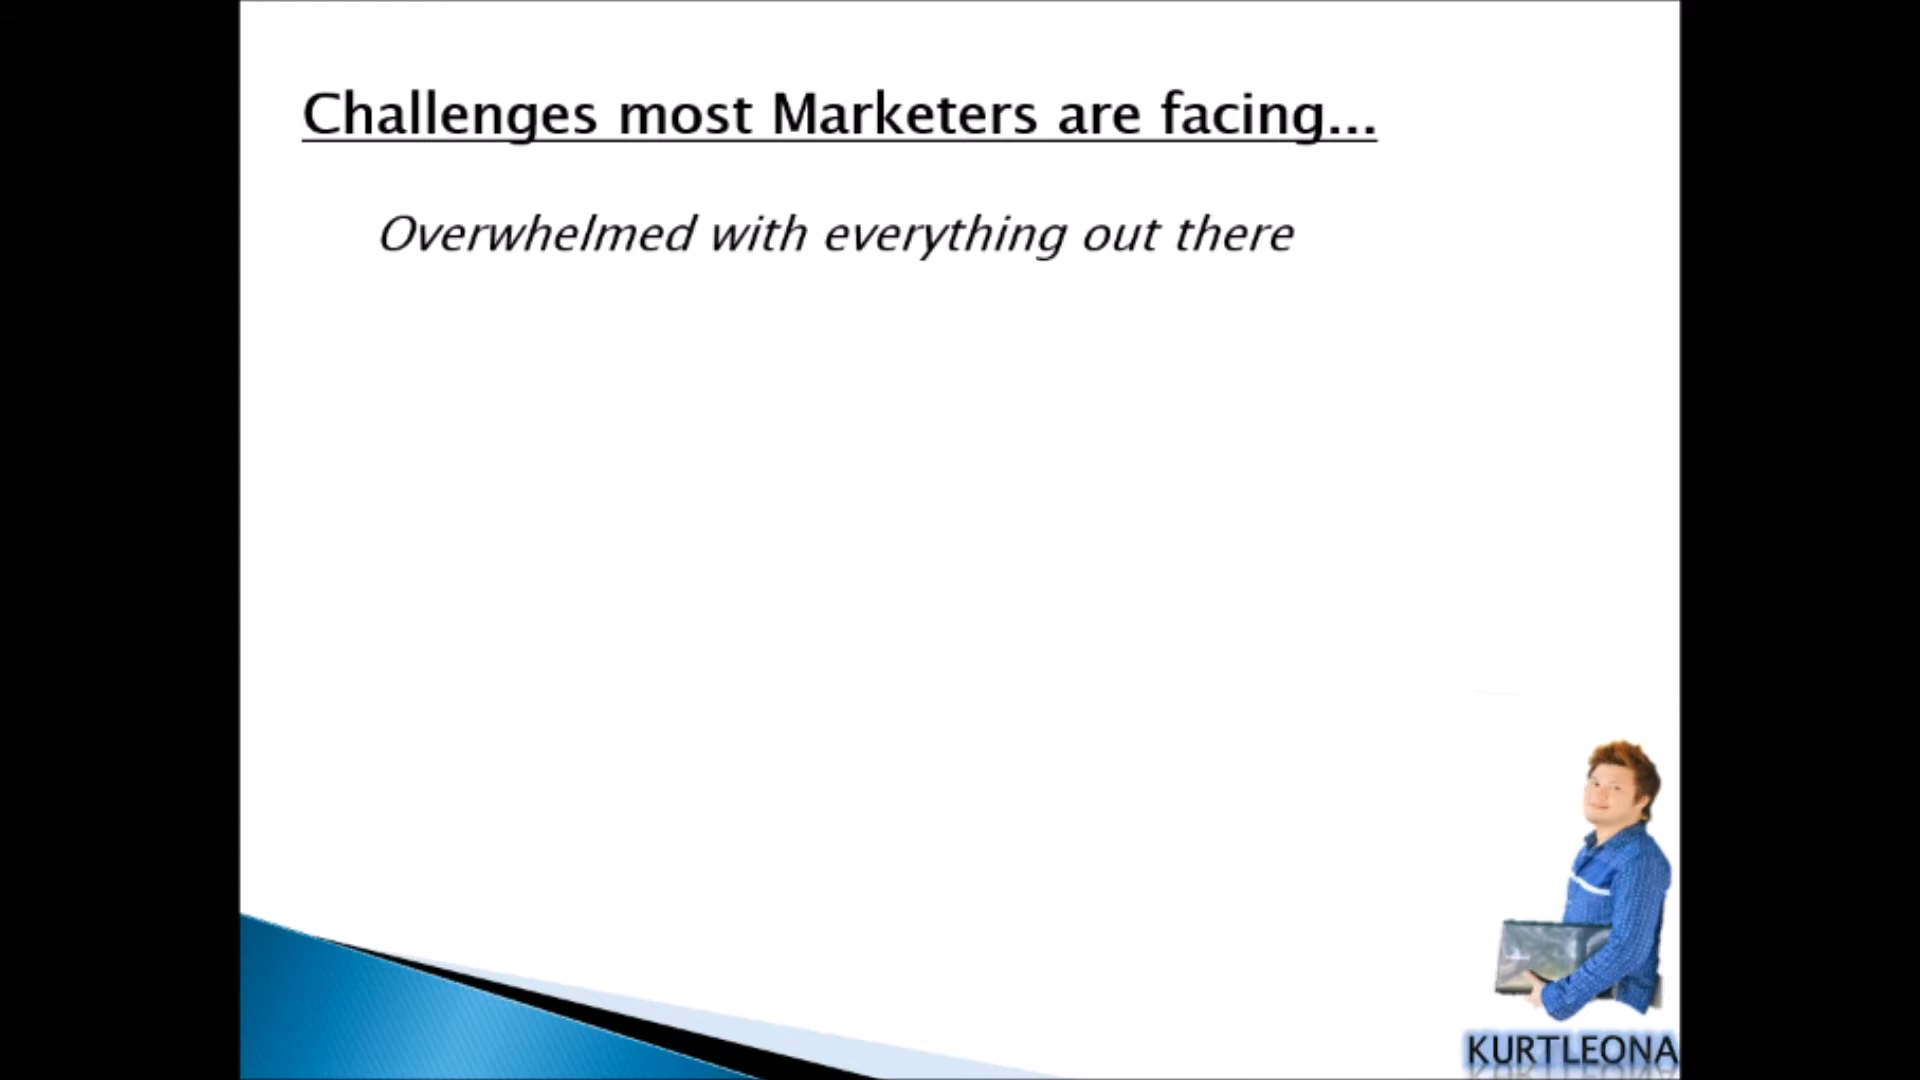 Challenges most Marketers are facing...
Overwhelmed with everything out there
KURTLEONA